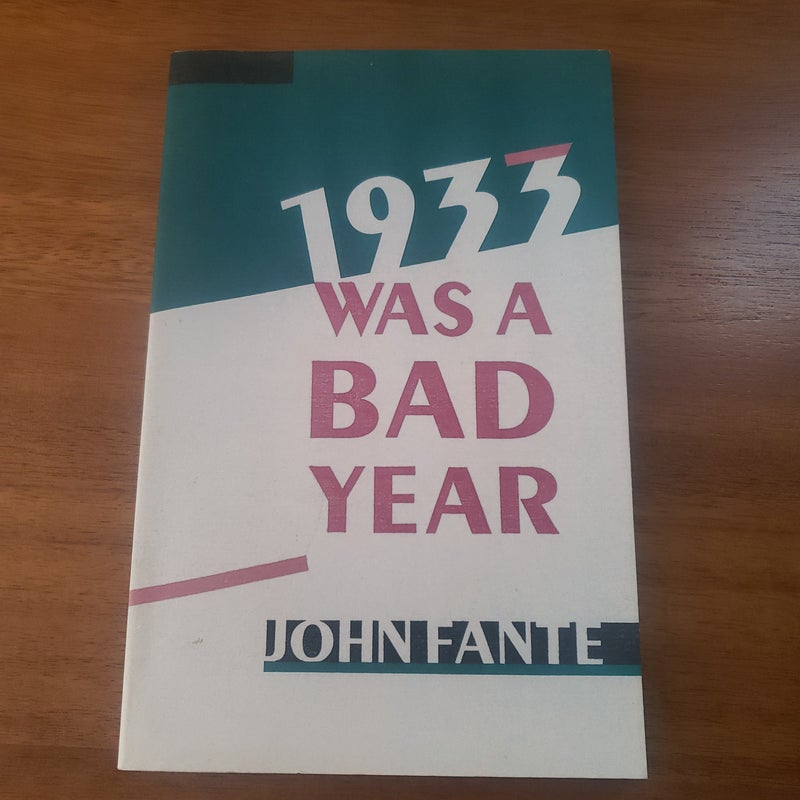 1933
WAS A
BAD
YEAR
JOHN FANTE